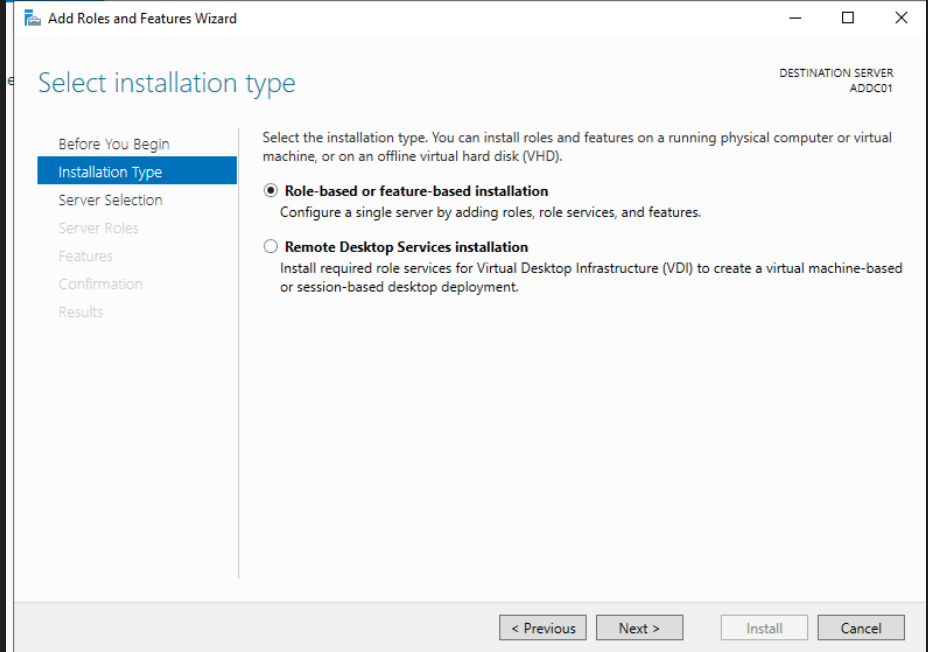 Add Roles and Features Wizard
Select installation type
DESTINATION SERVER
ADDC01
Before You Begin
Installation Type
Server Selection
Server Roles
Features
Confirmation
Results
Select the installation type. You can install roles and features on a running physical computer or virtual
machine, or on an offline virtual hard disk (VHD).
Role-based or feature-based installation
Configure a single server by adding roles, role services, and features.
Remote Desktop Services installation
Install required role services for Virtual Desktop Infrastructure (VDI) to create a virtual machine-based
or session-based desktop deployment.
< Previous
Next >
Install
Cancel